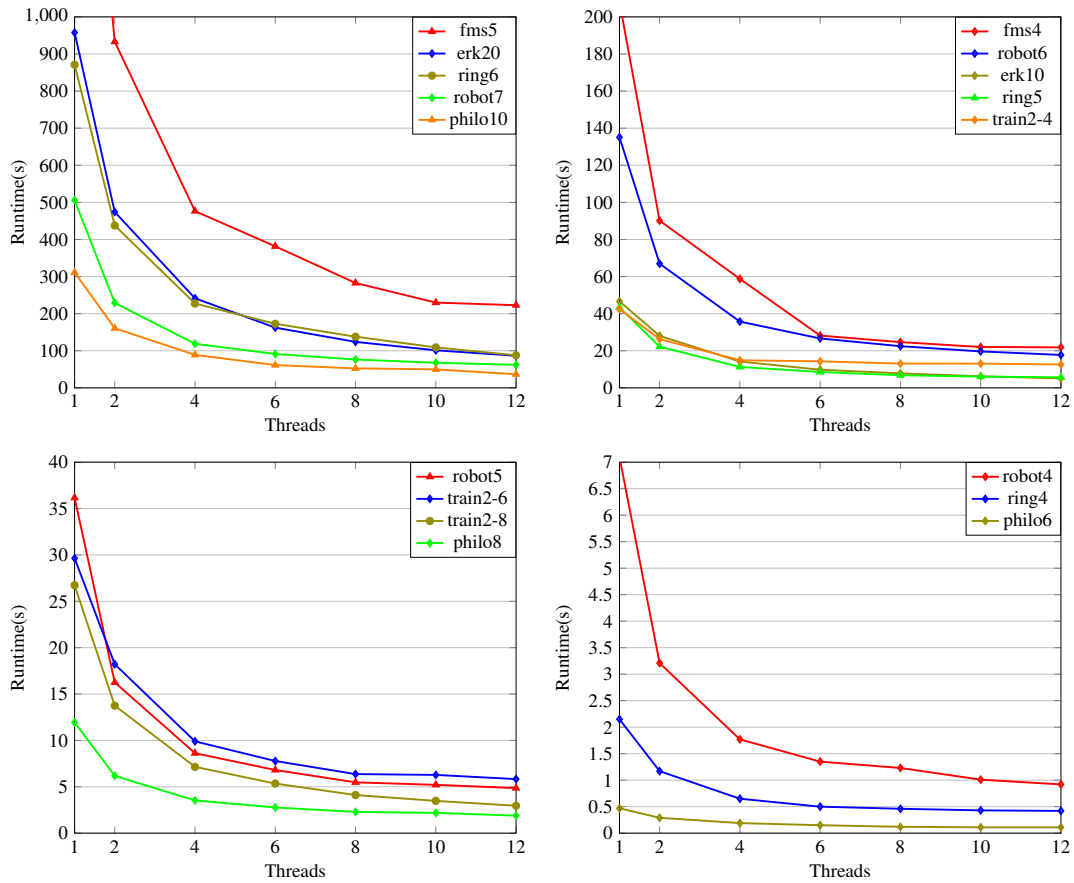 1,000
900
800
700
600
500
400
300
200
100
0
Runtime(s)
1 2 4 6 8 10 12
Threads
fms5
erk20
ring6
robot7
philo10
200
180
160
140
120
100
80
60
40
20
0
Runtime(s)
1 2 4 6 8 10 12
Threads
fms4
robot6
erk10
ring5
train2-4
40
35
30
25
20
15
10
5
0
Runtime(s)
1 2 4 6 8 10 12
Threads
robot5
train2-6
train2-8
philo8
7
6.5
6
5.5
5
4.5
4
3.5
3
2.5
2
1.5
1
0.5
0
Runtime(s)
1 2 4 6 8 10 12
Threads
robot4
ring4
philo6